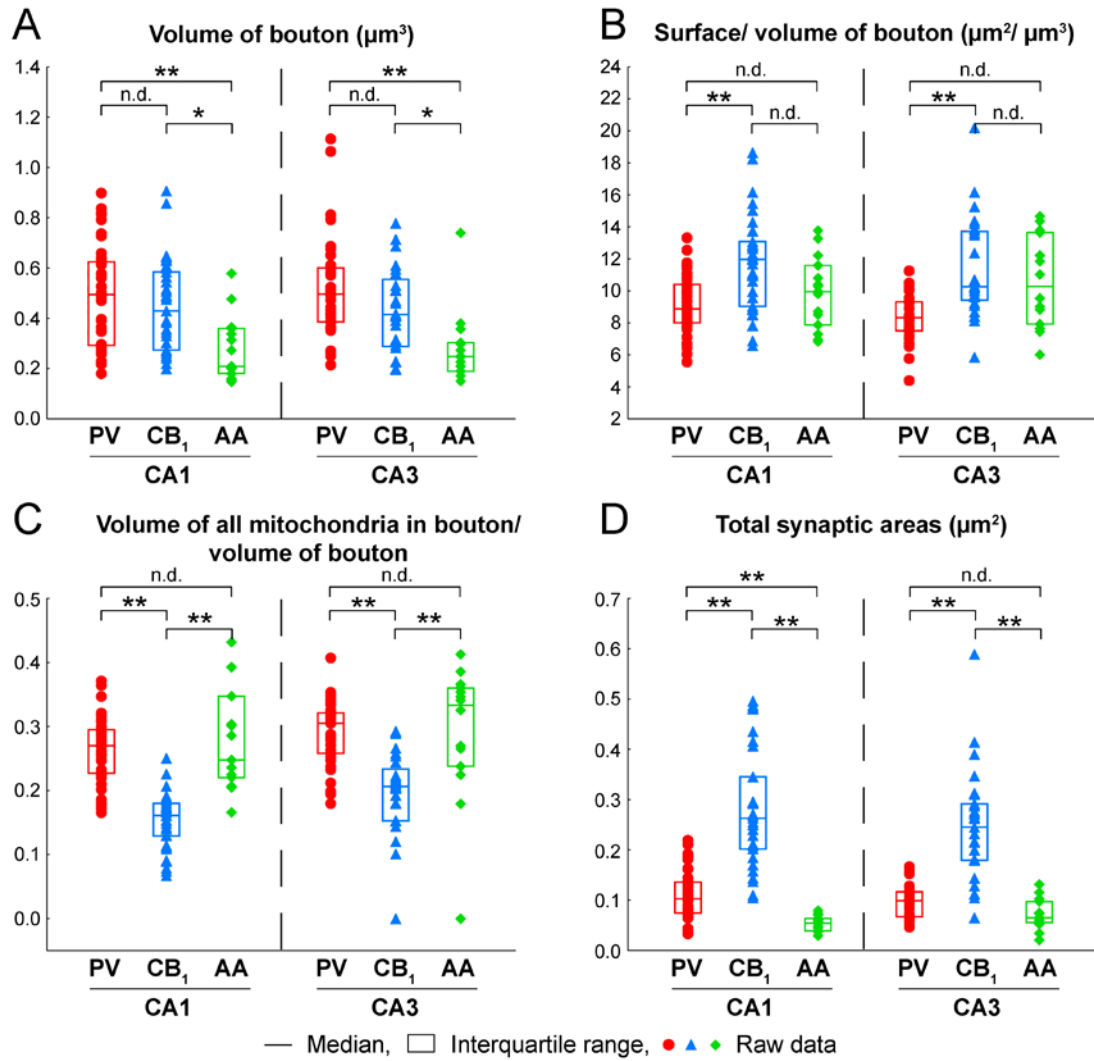 A
Volume of bouton (µm³)
1.4
1.2
1.0
0.8
0.6
0.4
0.2
0.0
**
n.d.
*
**
n.d.
*
PV CB₁ AA PV CB₁ AA
CA1 CA3
B
Surface/ volume of bouton (µm²/ µm³)
24
22
20
18
16
14
12
10
8
6
4
2
n.d.
**
n.d.
n.d.
**
n.d.
PV CB₁ AA PV CB₁ AA
CA1 CA3
C
Volume of all mitochondria in bouton/
volume of bouton
0.5
0.4
0.3
0.2
0.1
0.0
n.d.
**
**
n.d.
**
**
PV CB₁ AA PV CB₁ AA
CA1 CA3
D
Total synaptic areas (µm²)
0.7
0.6
0.5
0.4
0.3
0.2
0.1
0.0
**
**
**
n.d.
**
**
PV CB₁ AA PV CB₁ AA
CA1 CA3
— Median, □ Interquartile range, ●▲◆ Raw data